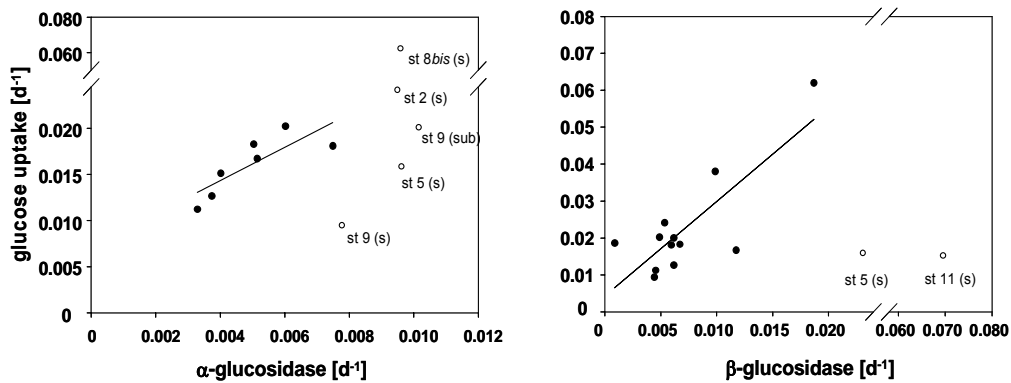 glucose uptake [d-1]
0.080
0.060
0.020
0.015
0.010
0.005
0
st 8bis (s)
st 2 (s)
st 9 (sub)
st 5 (s)
st 9 (s)
0 0.002 0.004 0.006 0.008 0.010 0.012
α-glucosidase [d-1]
0.08
0.07
0.06
0.05
0.04
0.03
0.02
0.01
0
st 5 (s) st 11 (s)
0 0.005 0.010 0.015 0.020 0.060 0.070 0.080
β-glucosidase [d-1]